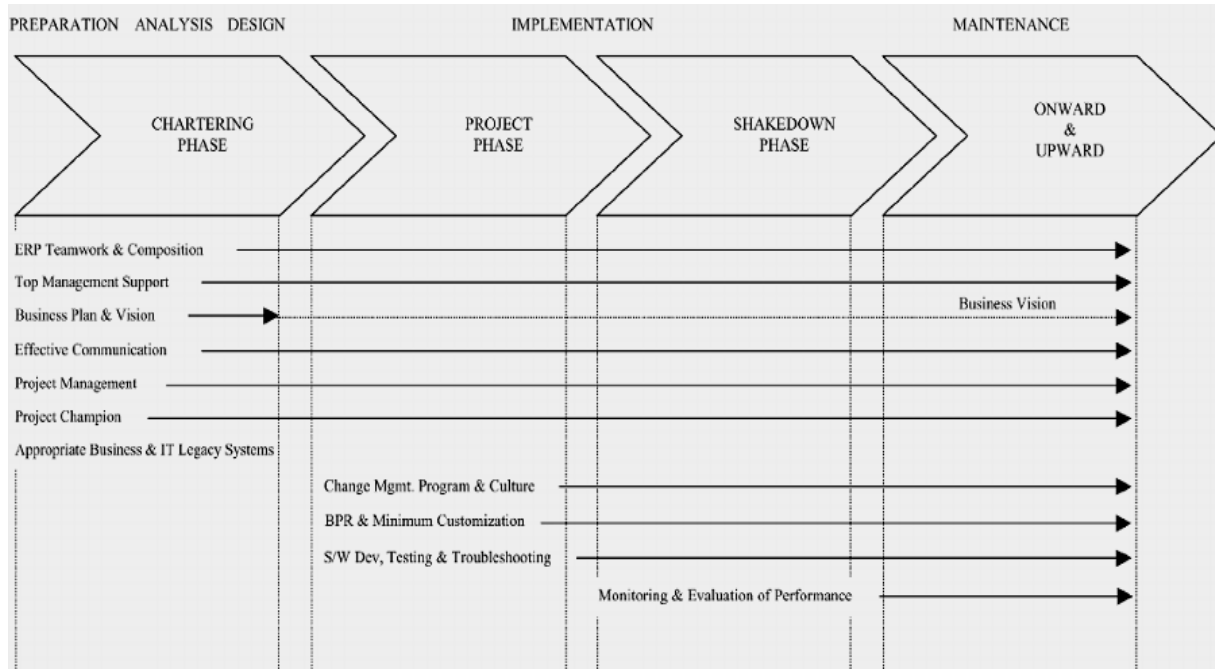 PREPARATION ANALYSIS DESIGN
IMPLEMENTATION
MAINTENANCE
CHARTERING
PHASE
PROJECT
PHASE
SHAKEDOWN
PHASE
ONWARD
&
UPWARD
ERP Teamwork & Composition
Top Management Support
Business Plan & Vision
Business Vision
Effective Communication
Project Management
Project Champion
Appropriate Business & IT Legacy Systems
Change Mgmt. Program & Culture
BPR & Minimum Customization
S/W Dev, Testing & Troubleshooting
Monitoring & Evaluation of Performance